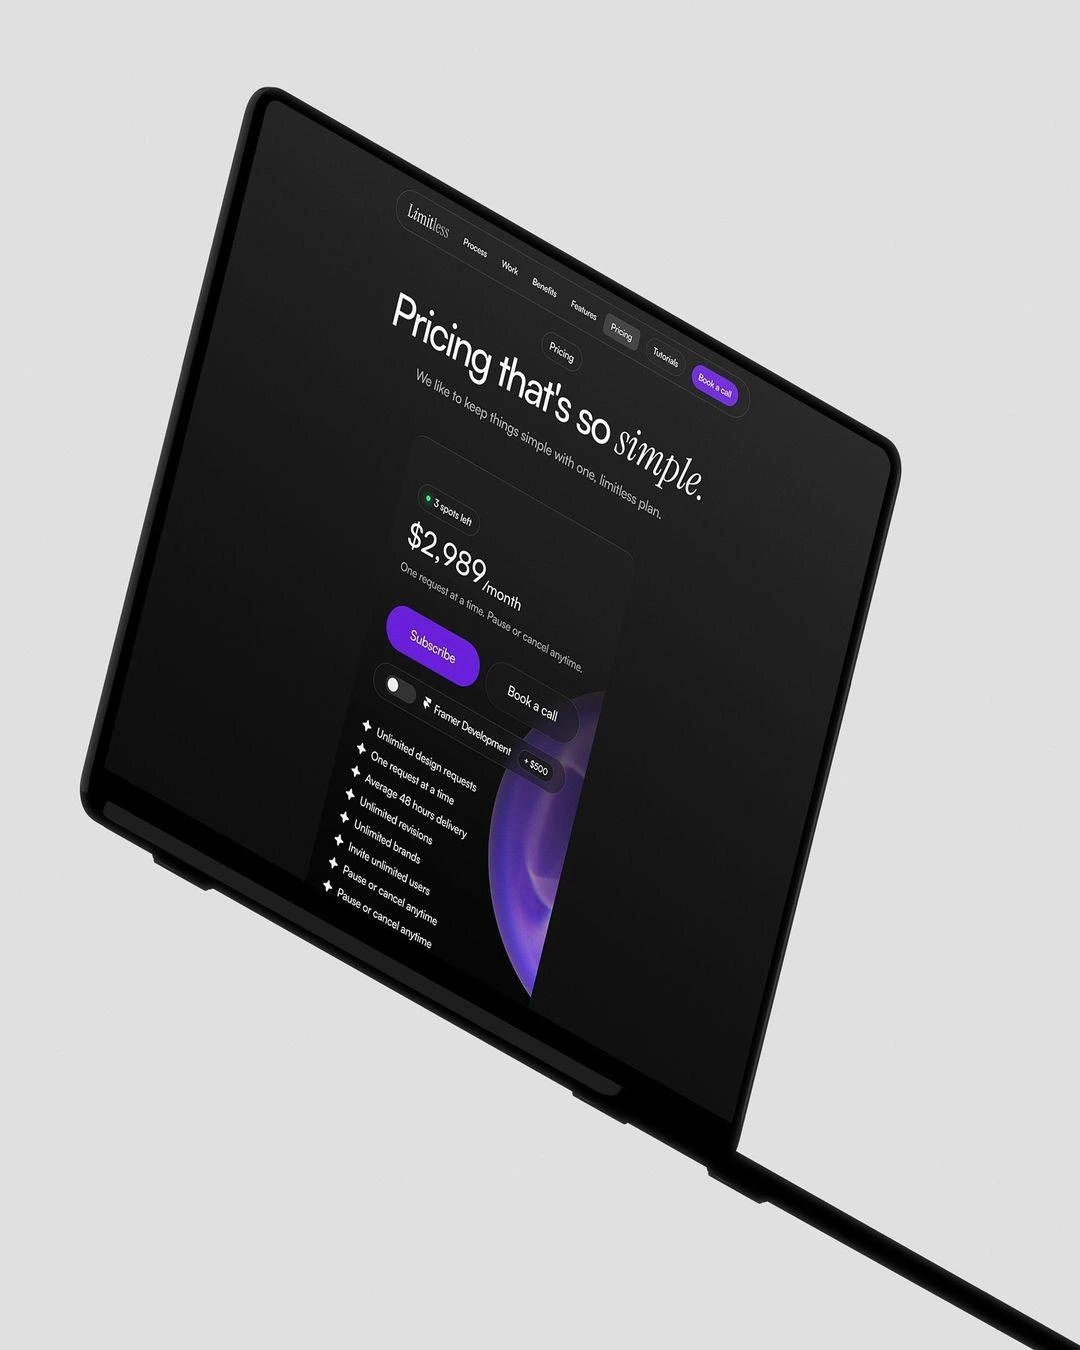 Limitless Process Work Benefits Features Pricing Tutorials Book a call
Pricing
Pricing that's so simple.
We like to keep things simple with one, limitless plan.
3 spots left
$2,989/month
One request at a time. Pause or cancel anytime.
Subscribe Book a call
Framer Development + $500
Unlimited design requests
One request at a time
Average 48 hours delivery
Unlimited revisions
Unlimited brands
Invite unlimited users
Pause or cancel anytime
Pause or cancel anytime